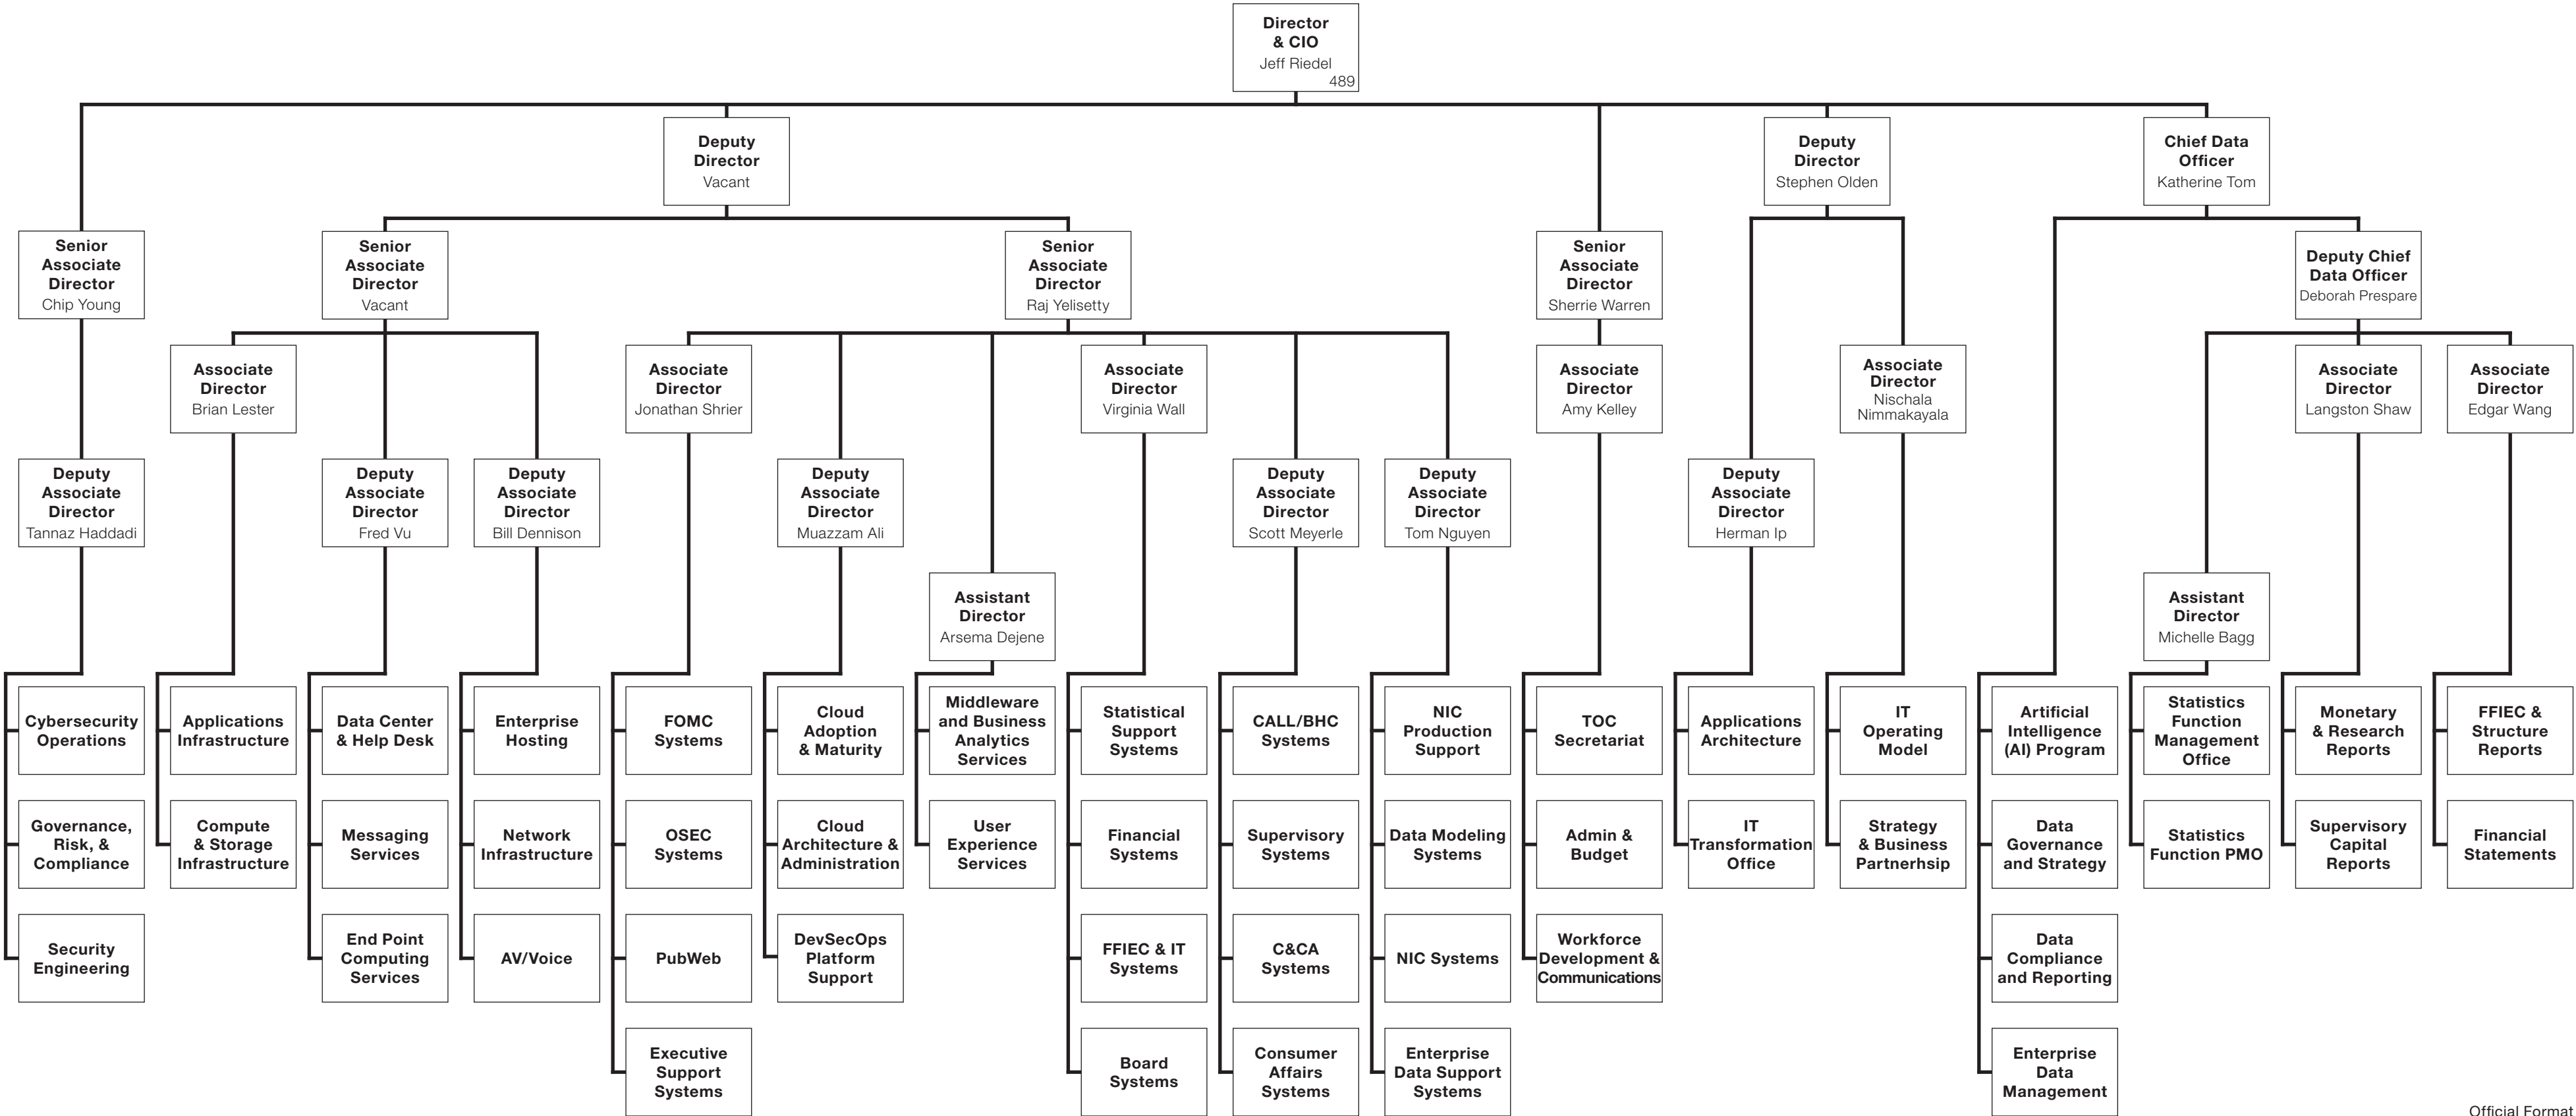 Director
& CIO
Jeff Riedel
489
Deputy
Director
Vacant
Deputy
Director
Stephen Olden
Chief Data
Officer
Katherine Tom
Senior
Associate
Director
Chip Young
Senior
Associate
Director
Vacant
Senior
Associate
Director
Raj Yelisetty
Senior
Associate
Director
Sherrie Warren
Deputy Chief
Data Officer
Deborah Prespare
Associate
Director
Brian Lester
Associate
Director
Jonathan Shrier
Associate
Director
Virginia Wall
Associate
Director
Amy Kelley
Associate
Director
Nischala
Nimmakayala
Associate
Director
Langston Shaw
Associate
Director
Edgar Wang
Deputy
Associate
Director
Tannaz Haddadi
Deputy
Associate
Director
Fred Vu
Deputy
Associate
Director
Bill Dennison
Deputy
Associate
Director
Muazzam Ali
Deputy
Associate
Director
Scott Meyerle
Deputy
Associate
Director
Tom Nguyen
Deputy
Associate
Director
Herman Ip
Assistant
Director
Arsema Dejene
Assistant
Director
Michelle Bagg
Cybersecurity
Operations
Applications
Infrastructure
Data Center
& Help Desk
Enterprise
Hosting
FOMC
Systems
Cloud
Adoption
& Maturity
Middleware
and Business
Analytics
Services
Statistical
Support
Systems
CALL/BHC
Systems
NIC
Production
Support
TOC
Secretariat
Applications
Architecture
IT
Operating
Model
Artificial
Intelligence
(AI) Program
Statistics
Function
Management
Office
Monetary
& Research
Reports
FFIEC &
Structure
Reports
Governance,
Risk, &
Compliance
Compute
& Storage
Infrastructure
Messaging
Services
Network
Infrastructure
OSEC
Systems
Cloud
Architecture &
Administration
User
Experience
Services
Financial
Systems
Supervisory
Systems
Data Modeling
Systems
Admin &
Budget
IT
Transformation
Office
Strategy
& Business
Partnerhsip
Data
Governance
and Strategy
Statistics
Function PMO
Supervisory
Capital
Reports
Financial
Statements
Security
Engineering
End Point
Computing
Services
AV/Voice
PubWeb
DevSecOps
Platform
Support
FFIEC & IT
Systems
C&CA
Systems
NIC Systems
Workforce
Development &
Communications
Data
Compliance
and Reporting
Executive
Support
Systems
Board
Systems
Consumer
Affairs
Systems
Enterprise
Data Support
Systems
Enterprise
Data
Management
Official Format